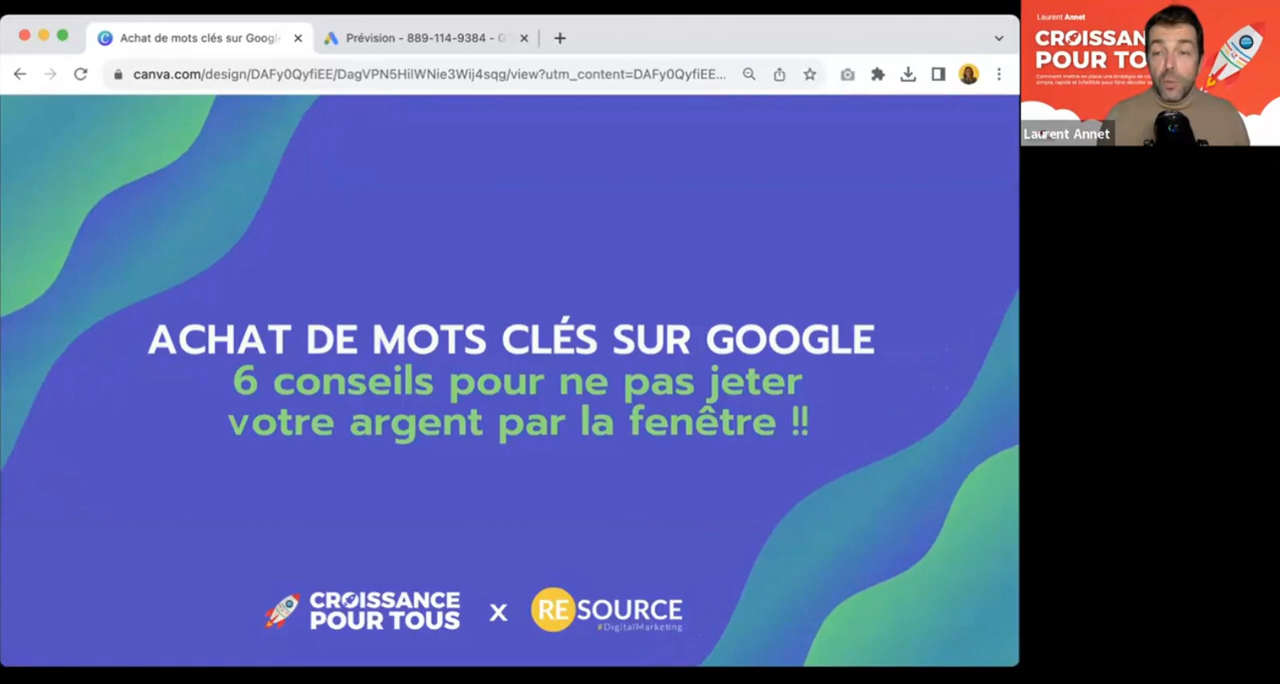 Achat de mots clés sur Googl
Prévision - 889-114-9384 - G
canva.com/design/DAFy0QyfiEE/DagVPN5HilWNie3Wij4sqg/view?utm_content=DAFy0QyfiEE...
ACHAT DE MOTS CLÉS SUR GOOGLE
6 conseils pour ne pas jeter
votre argent par la fenêtre !!
CROISSANCE
POUR TOUS
X
RESOURCE
#DigitalMarketing
Laurent Annet
CROISSAN
POUR TO
Laurent Annet